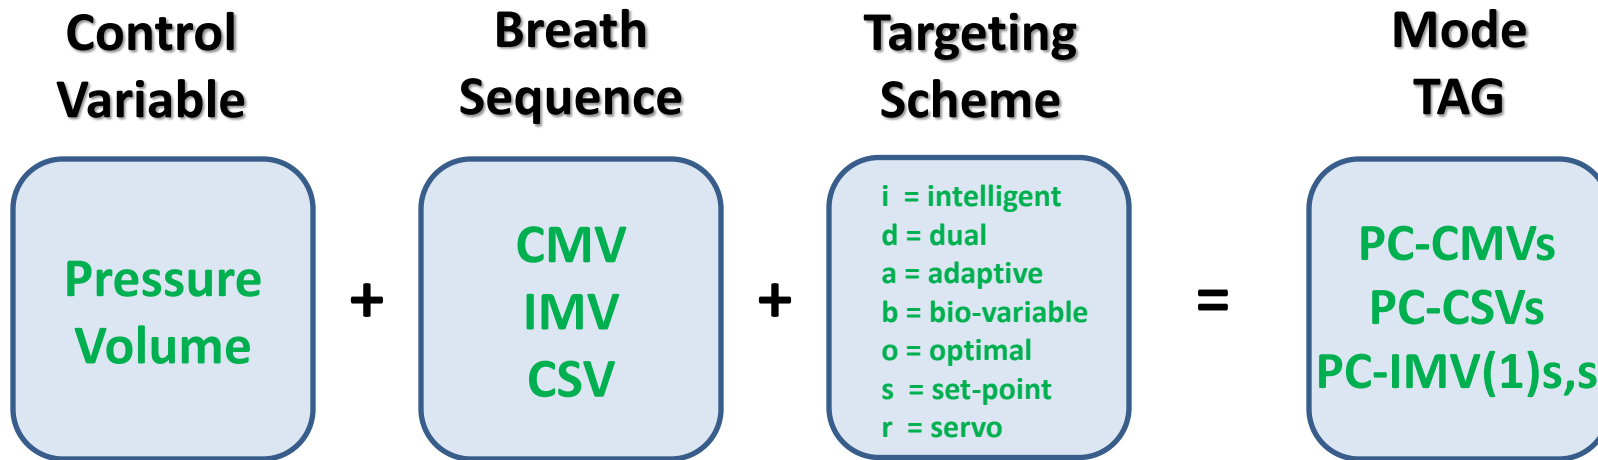 Control
Variable
Breath
Sequence
Targeting
Scheme
Mode
TAG
Pressure
Volume
+
CMV
IMV
CSV
+
i = intelligent
d = dual
a = adaptive
b = bio-variable
o = optimal
s = set-point
r = servo
=
PC-CMVs
PC-CSVs
PC-IMV(1)s,s